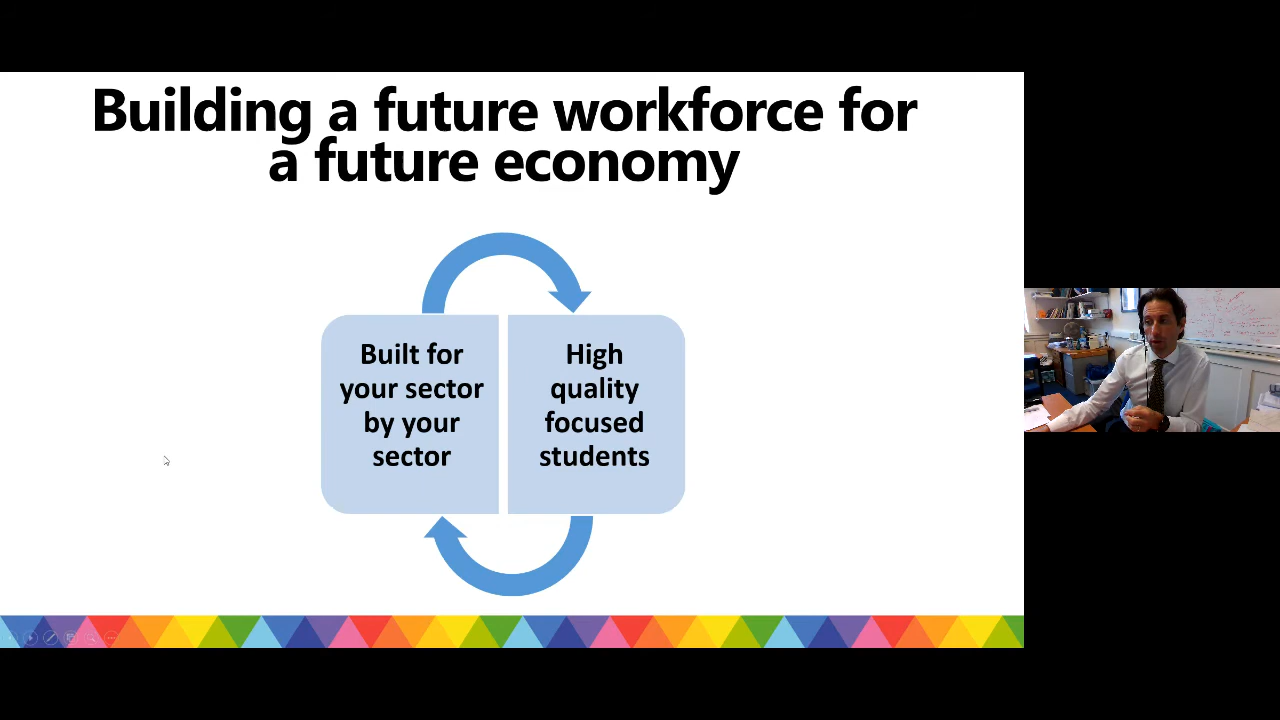 Building a future workforce for
a future economy
Built for
your sector
by your
sector
High
quality
focused
students